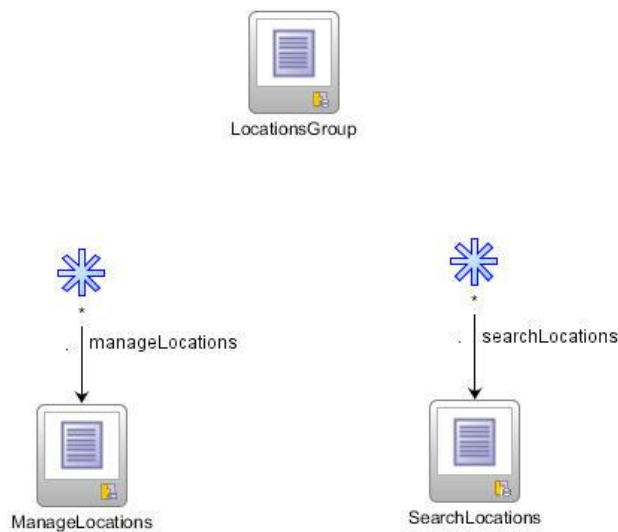 LocationsGroup
*
*
. manageLocations
. searchLocations
ManageLocations
SearchLocations